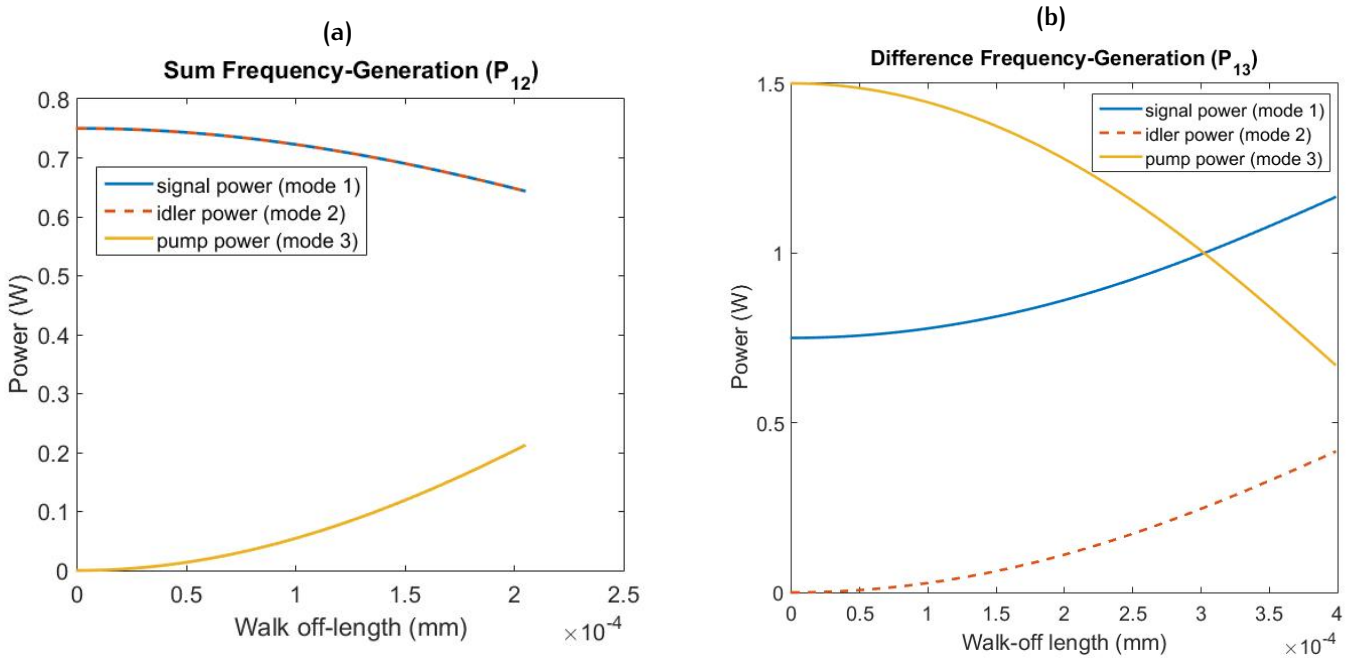 (a)
Sum Frequency-Generation (P12)
0.8
0.7
0.6
0.5
0.4
0.3
0.2
0.1
0
Power (W)
signal power (mode 1)
idler power (mode 2)
pump power (mode 3)
0
0.5
1
1.5
2
2.5
Walk off-length (mm)
×10-4
(b)
Difference Frequency-Generation (P13)
1.5
1
0.5
0
Power (W)
signal power (mode 1)
idler power (mode 2)
pump power (mode 3)
0
0.5
1
1.5
2
2.5
3
3.5
4
Walk-off length (mm)
×10-4